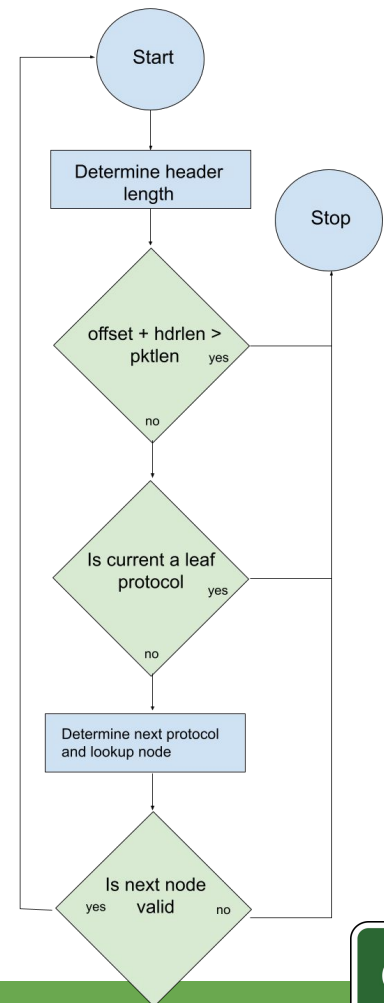 Start
Determine header
length
Stop
offset + hdrlen >
pktlen
yes
no
Is current a leaf
protocol
yes
no
Determine next protocol
and lookup node
Is next node
valid
yes
no